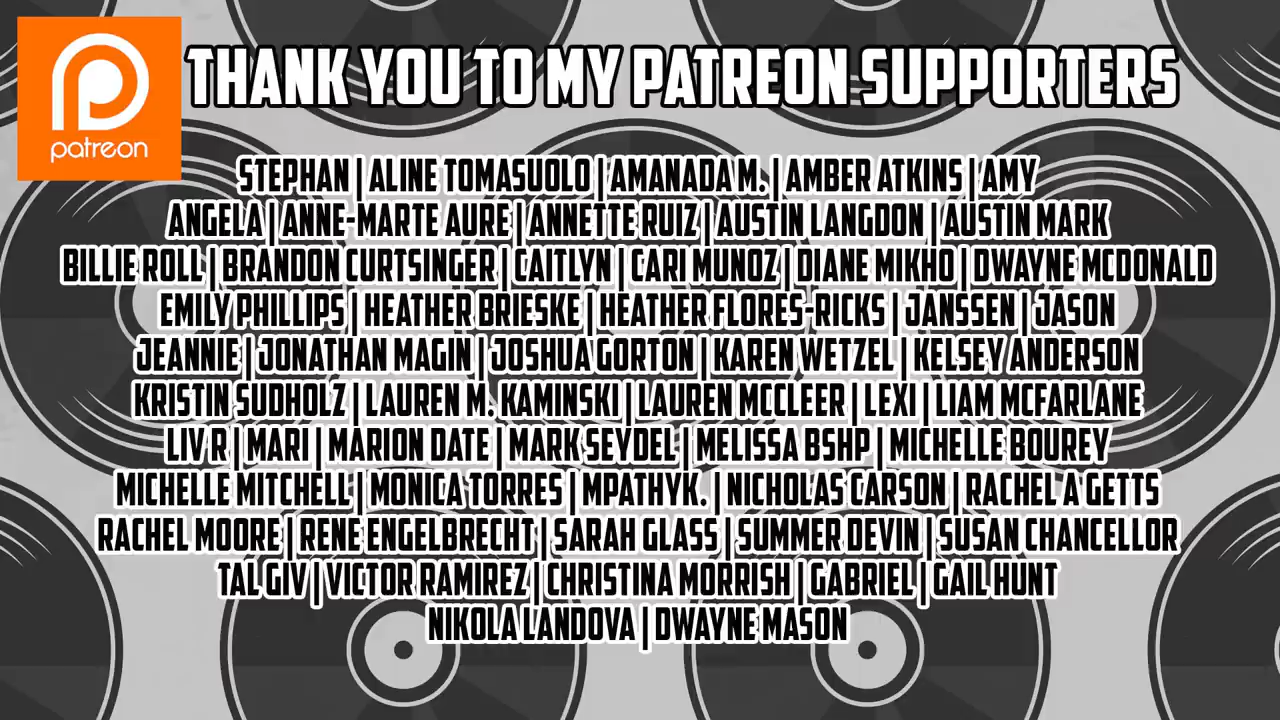 patreon
THANK YOU TO MY PATREON SUPPORTERS
STEPHAN | ALINE TOMASUOLO | AMANADA M. | AMBER ATKINS | AMY
ANGELA | ANNE-MARTE AURE | ANNETTE RUIZ | AUSTIN LANGDON | AUSTIN MARK
BILLIE ROLL | BRANDON CURTSINGER | CAITLYN | CARI MUNOZ | DIANE MIKHO | DWAYNE MCDONALD
EMILY PHILLIPS | HEATHER BRIESKE | HEATHER FLORES-RICKS | JANSSEN | JASON
JEANNIE | JONATHAN MAGIN | JOSHUA GORTON | KAREN WETZEL | KELSEY ANDERSON
KRISTIN SUDHOLZ | LAUREN M. KAMINSKI | LAUREN MCCLEER | LEXI | LIAM MCFARLANE
LIV R | MARI | MARION DATE | MARK SEYDEL | MELISSA BSHP | MICHELLE BOUREY
MICHELLE MITCHELL | MONICA TORRES | MPATHYK. | NICHOLAS CARSON | RACHEL A GETTS
RACHEL MOORE | RENE ENGELBRECHT | SARAH GLASS | SUMMER DEVIN | SUSAN CHANCELLOR
TAL GIV | VICTOR RAMIREZ | CHRISTINA MORRISH | GABRIEL | GAIL HUNT
NIKOLA LANDOVA | DWAYNE MASON